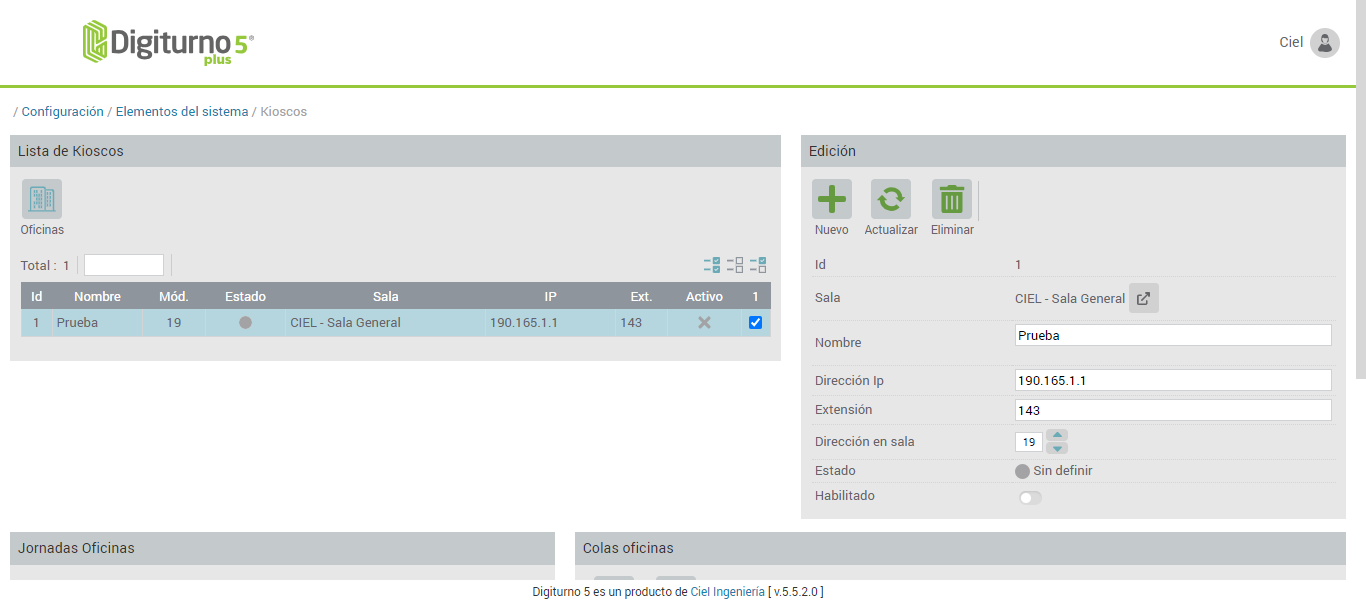 Digiturno 5®
plus
Ciel
/ Configuración / Elementos del sistema / Kioscos
Lista de Kioscos
Oficinas
Total : 1
Id Nombre Mód. Estado Sala IP Ext. Activo 1
1 Prueba 19 CIEL - Sala General 190.165.1.1 143
Edición
Nuevo Actualizar Eliminar
Id 1
Sala CIEL - Sala General
Nombre Prueba
Dirección Ip 190.165.1.1
Extensión 143
Dirección en sala 19
Estado Sin definir
Habilitado
Jornadas Oficinas
Colas oficinas
Digiturno 5 es un producto de Ciel Ingeniería [ v.5.5.2.0 ]